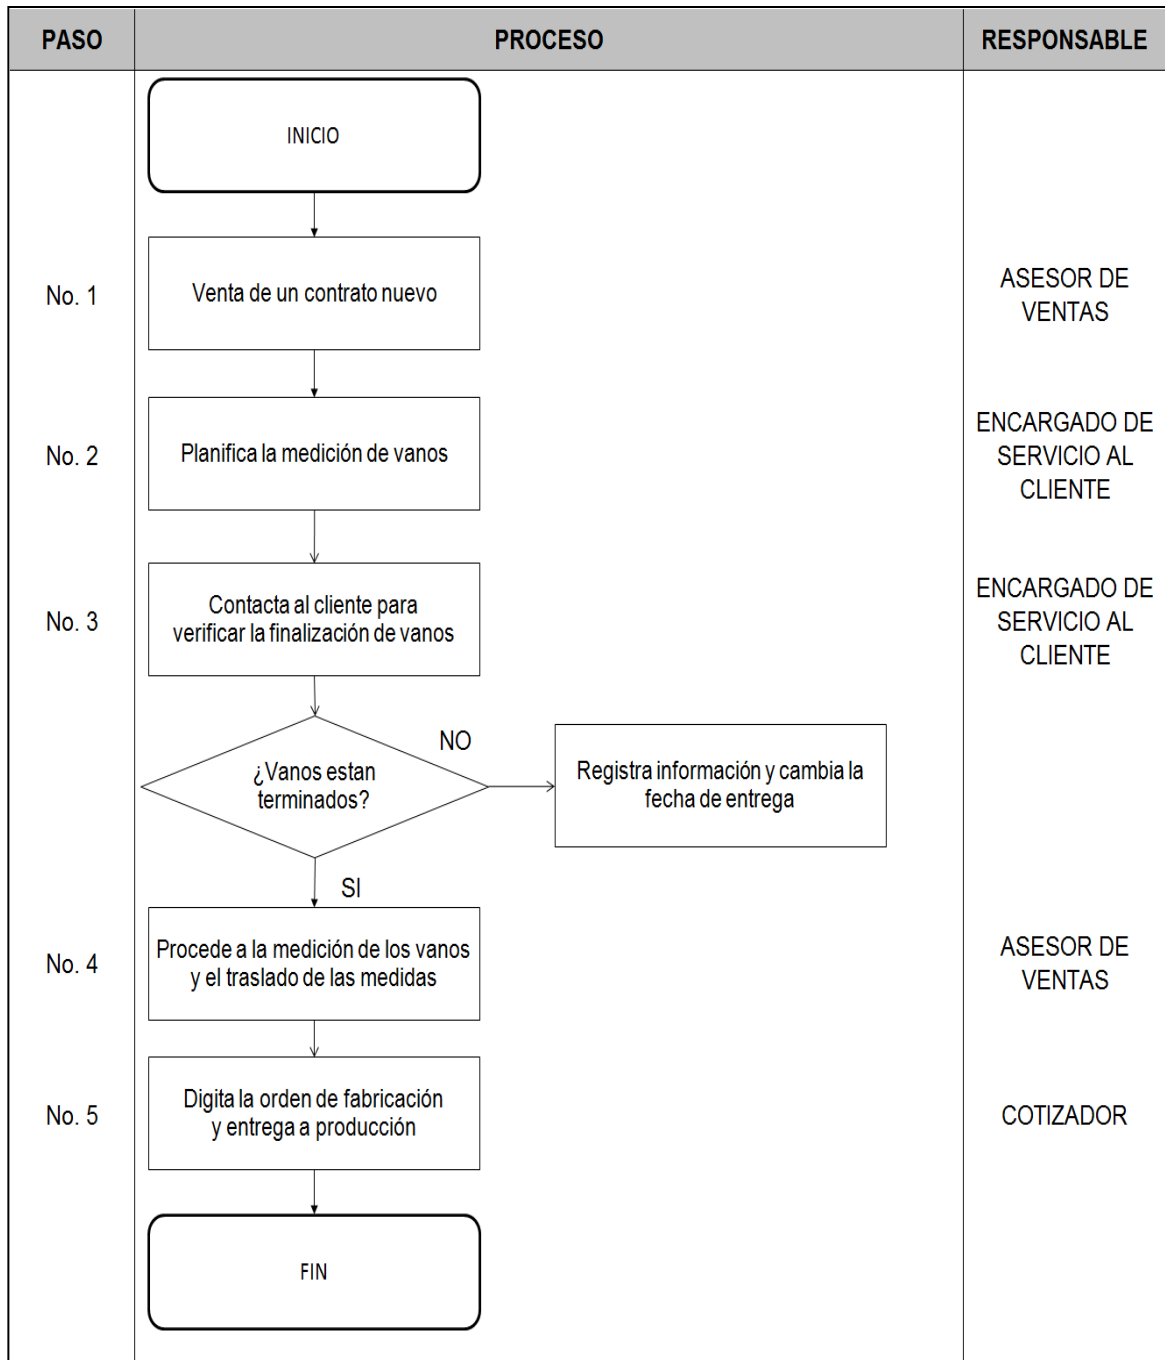 PASO
PROCESO
RESPONSABLE
INICIO
No. 1
Venta de un contrato nuevo
ASESOR DE
VENTAS
No. 2
Planifica la medición de vanos
ENCARGADO DE
SERVICIO AL
CLIENTE
No. 3
Contacta al cliente para
verificar la finalización de vanos
ENCARGADO DE
SERVICIO AL
CLIENTE
¿Vanos estan
terminados?
NO
Registra información y cambia la
fecha de entrega
SI
No. 4
Procede a la medición de los vanos
y el traslado de las medidas
ASESOR DE
VENTAS
No. 5
Digita la orden de fabricación
y entrega a producción
COTIZADOR
FIN